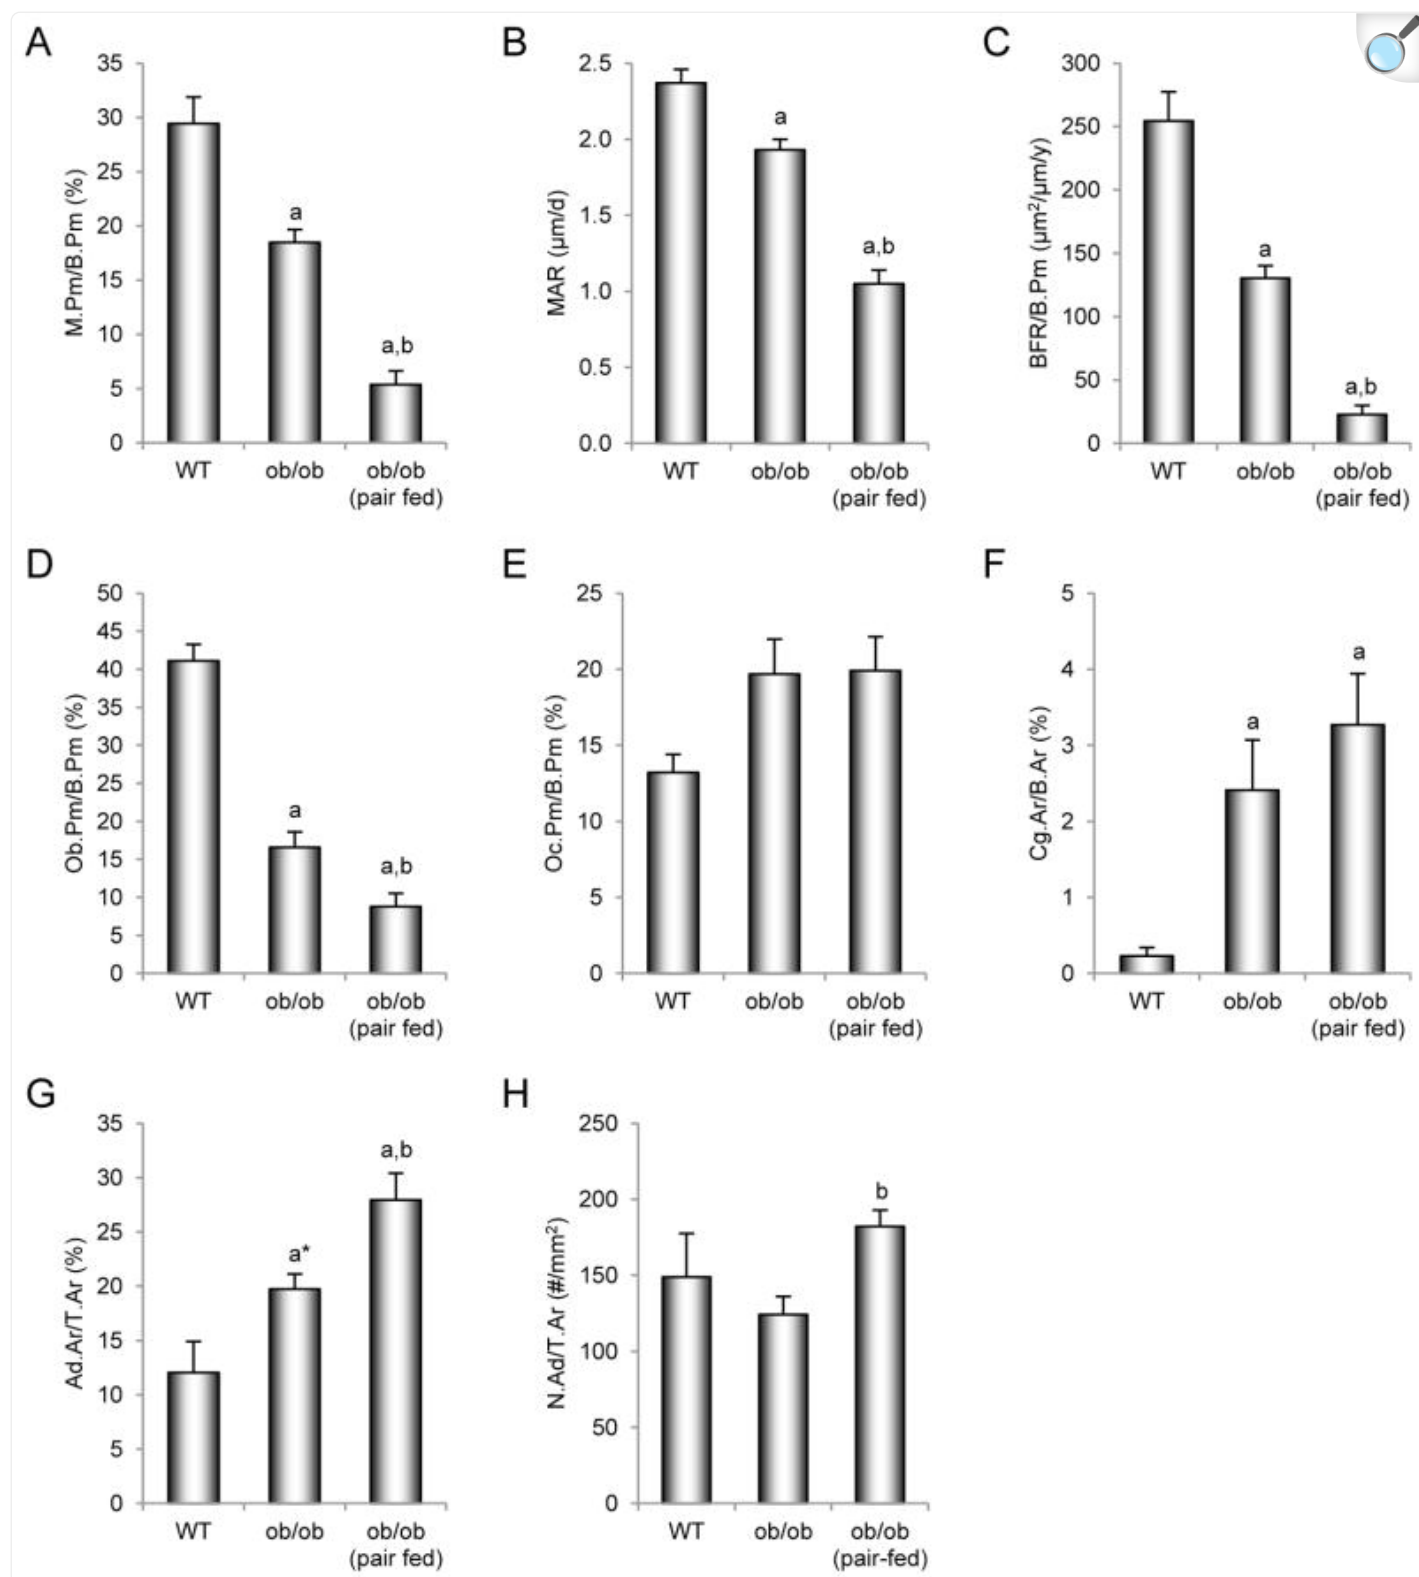 A
M.Pm/B.Pm (%)
35
30
25
20
15
10
5
0
a
a,b
WT
ob/ob
ob/ob
(pair fed)
B
MAR (µm/d)
2.5
2.0
1.5
1.0
0.5
0.0
a
a,b
WT
ob/ob
ob/ob
(pair fed)
C
BFR/B.Pm (µm²/µm/y)
300
250
200
150
100
50
0
a
a,b
WT
ob/ob
ob/ob
(pair fed)
D
Ob.Pm/B.Pm (%)
50
45
40
35
30
25
20
15
10
5
0
a
a,b
WT
ob/ob
ob/ob
(pair fed)
E
Oc.Pm/B.Pm (%)
25
20
15
10
5
0
WT
ob/ob
ob/ob
(pair fed)
F
Cg.Ar/B.Ar (%)
5
4
3
2
1
0
a
a
WT
ob/ob
ob/ob
(pair fed)
G
Ad.Ar/T.Ar (%)
35
30
25
20
15
10
5
0
a*
a,b
WT
ob/ob
ob/ob
(pair fed)
H
N.Ad/T.Ar (#/mm²)
250
200
150
100
50
0
b
WT
ob/ob
ob/ob
(pair-fed)